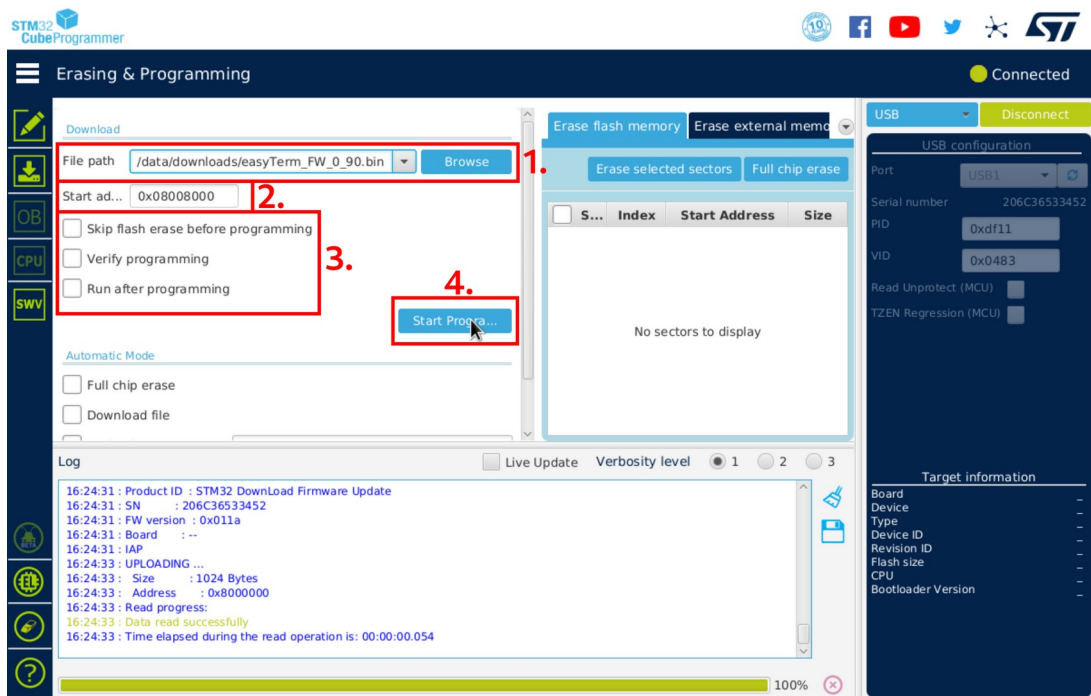 STM32
CubeProgrammer
10
Erasing & Programming
Connected
Download
File path /data/downloads/easyTerm_FW_0_90.bin Browse
1.
Start ad... 0x08008000
2.
Skip flash erase before programming
Verify programming
Run after programming
3.
4.
Start Progra...
Automatic Mode
Full chip erase
Download file
OB
CPU
SWV
Erase flash memory Erase external memo
Erase selected sectors Full chip erase
S... Index Start Address Size
No sectors to display
USB Disconnect
USB configuration
Port USB1
Serial number 206C36533452
PID 0xdf11
VID 0x0483
Read Unprotect (MCU)
TZEN Regression (MCU)
Log Live Update Verbosity level 1 2 3
16:24:31 : Product ID : STM32 DownLoad Firmware Update
16:24:31 : SN : 206C36533452
16:24:31 : FW version : 0x011a
16:24:31 : Board : --
16:24:31 : IAP
16:24:33 : UPLOADING ...
16:24:33 : Size : 1024 Bytes
16:24:33 : Address : 0x8000000
16:24:33 : Read progress:
16:24:33 : Data read successfully
16:24:33 : Time elapsed during the read operation is: 00:00:00.054
100%
Target information
Board _
Device _
Type _
Device ID _
Revision ID _
Flash size _
CPU _
Bootloader Version _